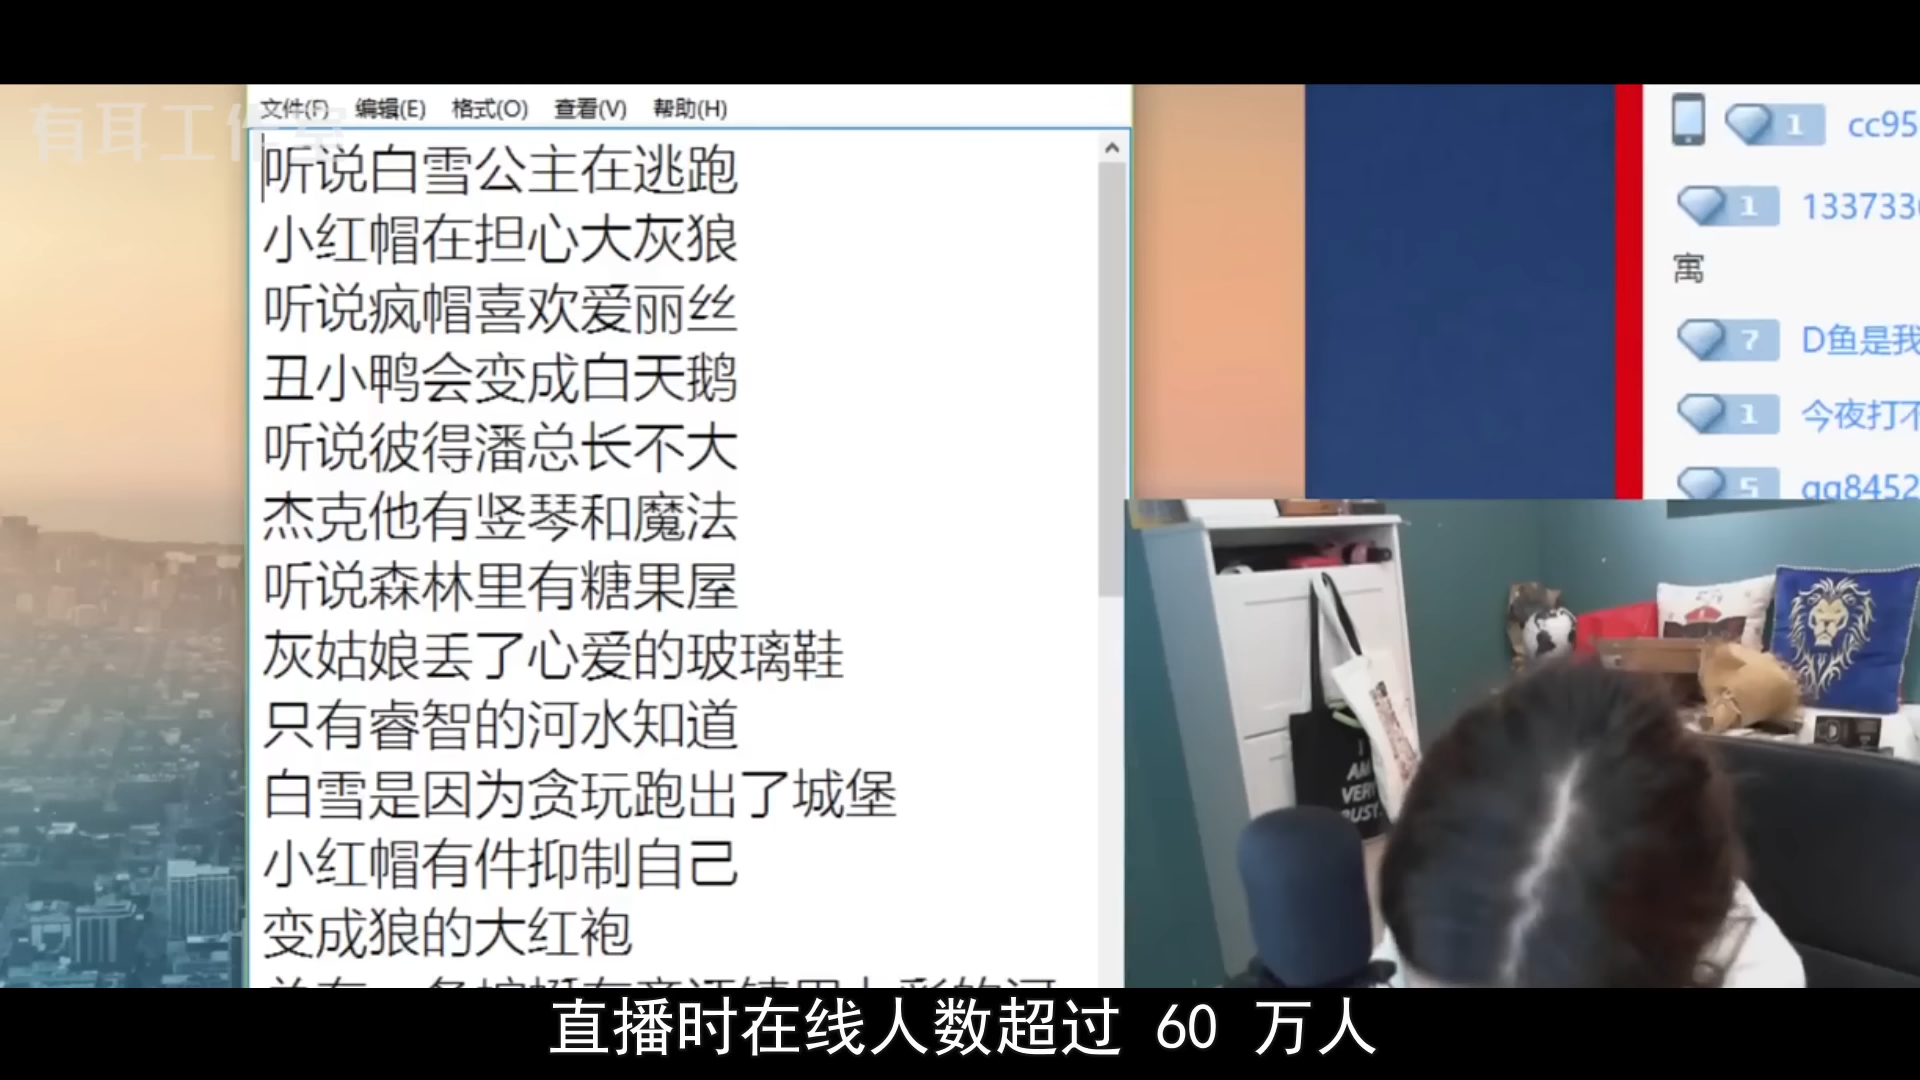 有耳工作室
文件(F) 编辑(E) 格式(O) 查看(V) 帮助(H)
听说白雪公主在逃跑
小红帽在担心大灰狼
听说疯帽喜欢爱丽丝
丑小鸭会变成白天鹅
听说彼得潘总长不大
杰克他有竖琴和魔法
听说森林里有糖果屋
灰姑娘丢了心爱的玻璃鞋
只有睿智的河水知道
白雪是因为贪玩跑出了城堡
小红帽有件抑制自己
变成狼的大红袍
1 cc95
1 133733
寓
7 D鱼是我
1 今夜打不
5 qq8452
I
AM
VERY
BUSY.
直播时在线人数超过 60 万人